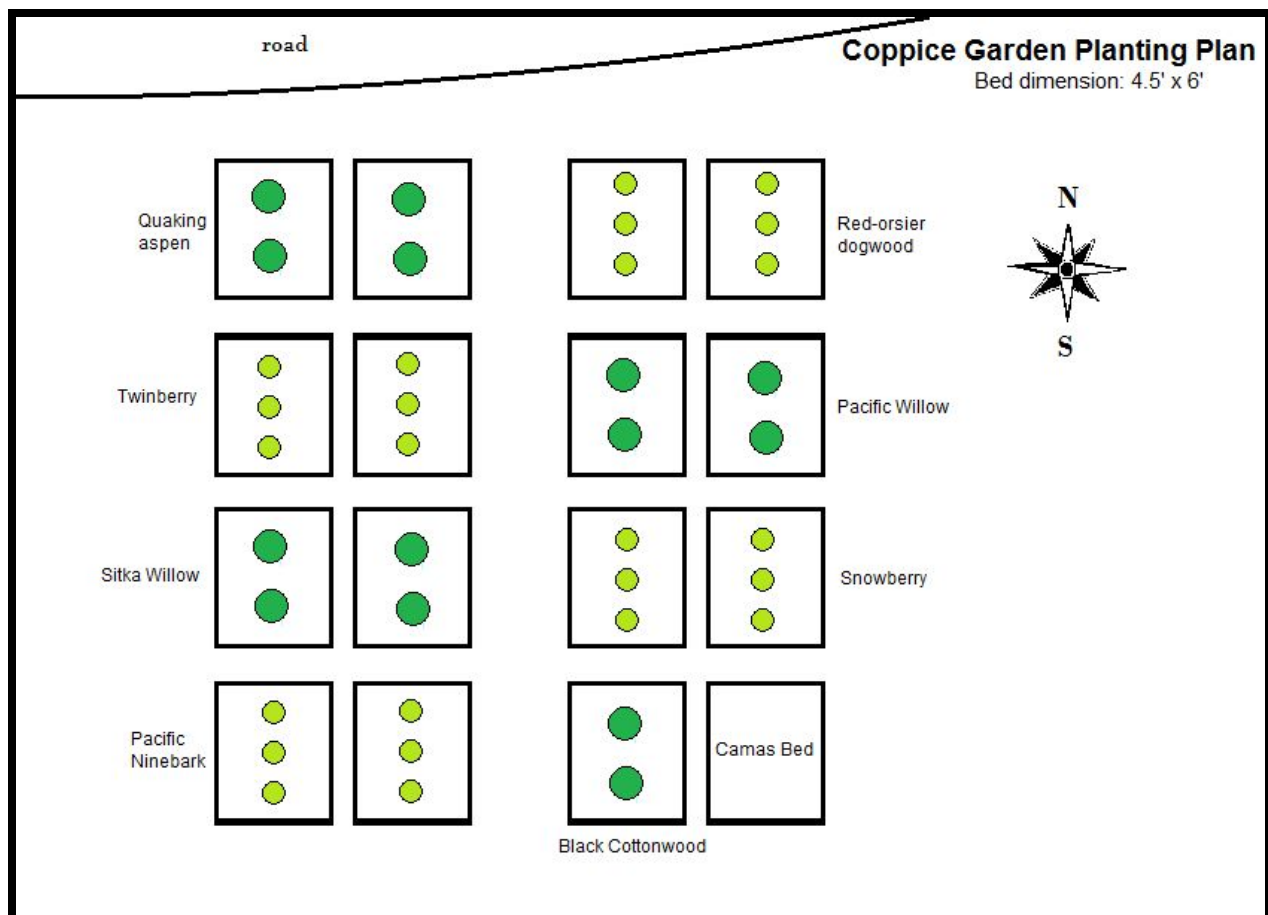 road
Coppice Garden Planting Plan
Bed dimension: 4.5' x 6'
Quaking
aspen
Red-orsier
dogwood
N
S
Twinberry
Pacific Willow
Sitka Willow
Snowberry
Pacific
Ninebark
Camas Bed
Black Cottonwood